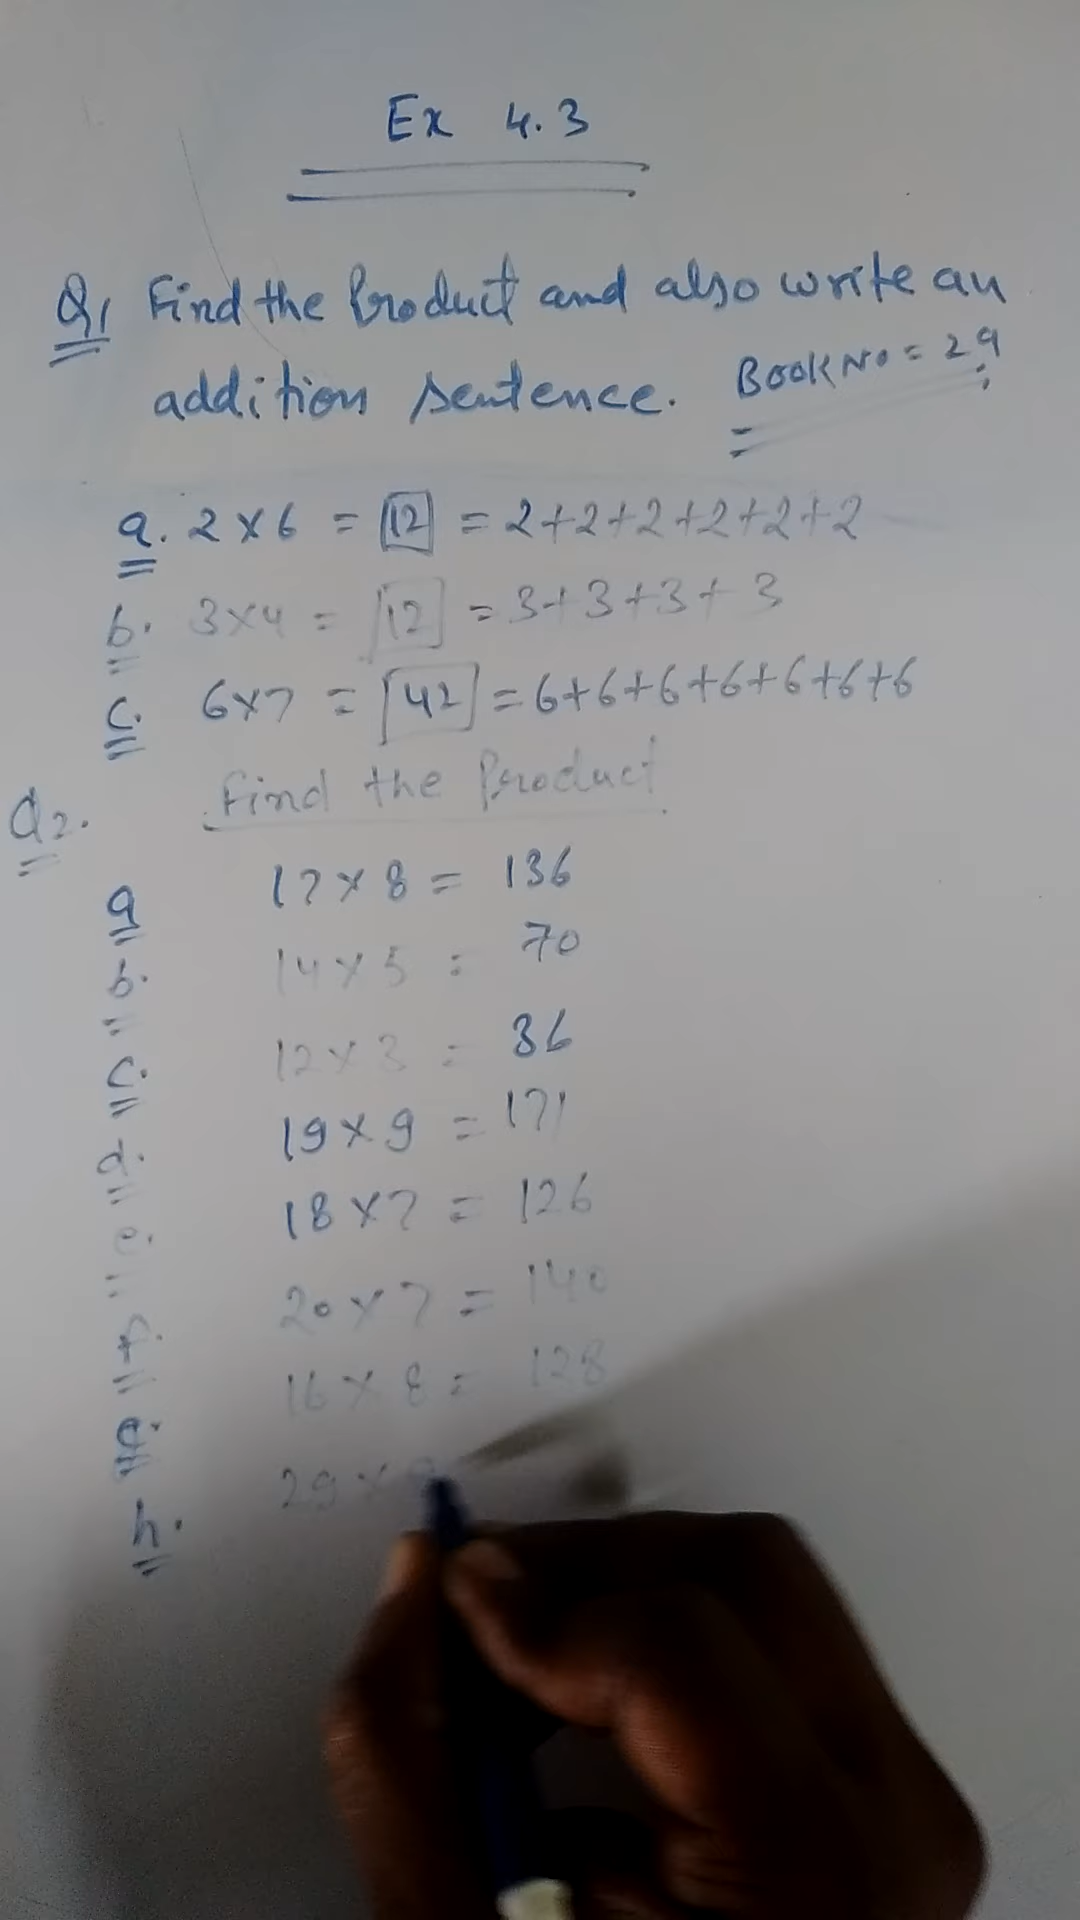 Ex 4.3
Q1 Find the Product and also write an
addition sentence. Book No = 29
a. 2 × 6 = 12 = 2+2+2+2+2+2
b. 3×4 = 12 = 3+3+3+3
c. 6×7 = 42 = 6+6+6+6+6+6+6
Q2. Find the Product
a 17 × 8 = 136
b. 14 × 5 = 70
c. 12 × 3 = 36
d. 19 × 9 = 171
e. 18 × 7 = 126
f. 20 × 7 = 140
g. 16 × 8 = 128
h. 29 ×